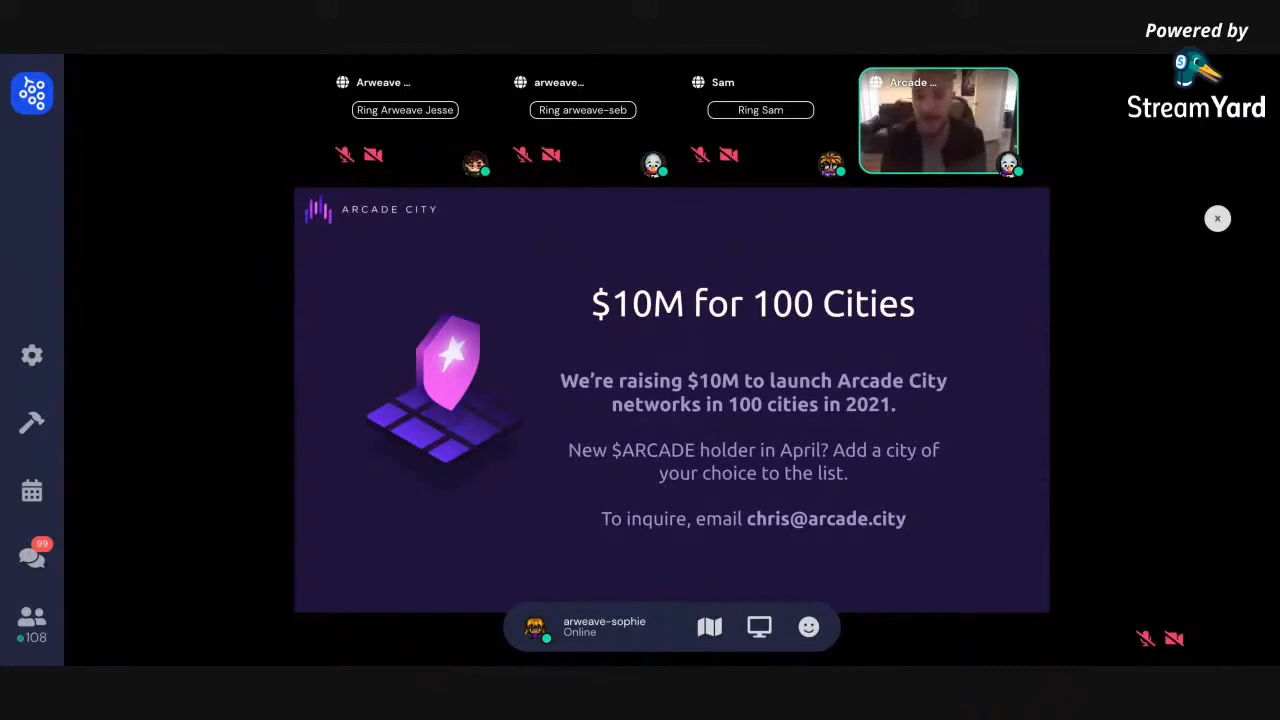 Powered by
StreamYard
Arweave ...
Ring Arweave Jesse
arweave...
Ring arweave-seb
Sam
Ring Sam
Arcade ...
ARCADE CITY
$10M for 100 Cities
We're raising $10M to launch Arcade City
networks in 100 cities in 2021.
New $ARCADE holder in April? Add a city of
your choice to the list.
To inquire, email chris@arcade.city
99
108
arweave-sophie
Online